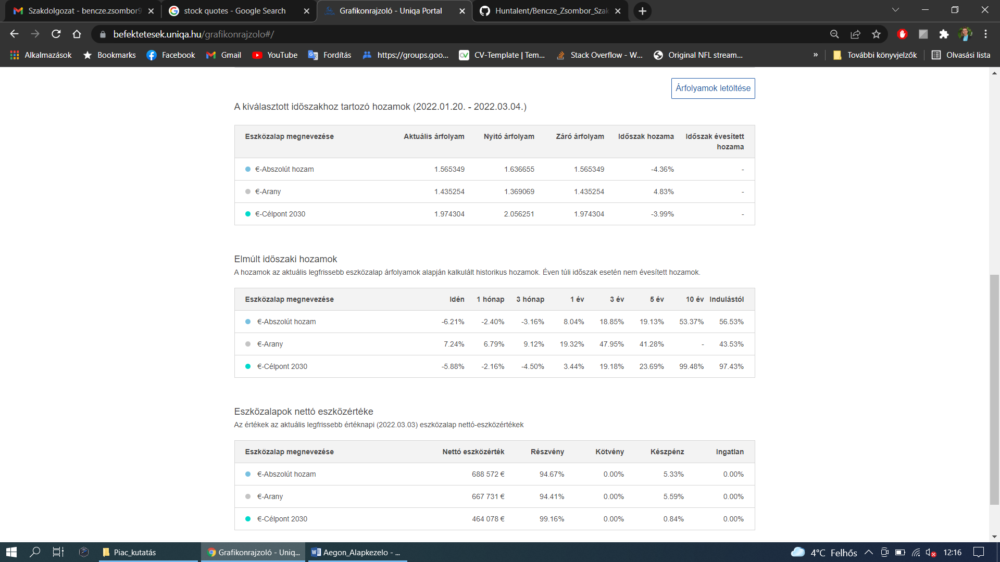 Szakdolgozat - bencze.zsombor9
stock quotes - Google Search
Grafikonrajzoló - Uniqa Portal
Huntalent/Bencze_Zsombor_Szak
befektetesek.uniqa.hu/grafikonrajzolo#/
Alkalmazások
Bookmarks
Facebook
Gmail
YouTube
Fordítás
https://groups.goo...
CV-Template | Tem...
Stack Overflow - W...
Original NFL stream...
»
További könyvjelzők
Olvasási lista
Árfolyamok letöltése
A kiválasztott időszakhoz tartozó hozamok (2022.01.20. - 2022.03.04.)
Eszközalap megnevezése Aktuális árfolyam Nyitó árfolyam Záró árfolyam Időszak hozama Időszak évesített
hozama
€-Abszolút hozam 1.565349 1.636655 1.565349 -4.36% -
€-Arany 1.435254 1.369069 1.435254 4.83% -
€-Célpont 2030 1.974304 2.056251 1.974304 -3.99% -
Elmúlt időszaki hozamok
A hozamok az aktuális legfrissebb eszközalap árfolyamok alapján kalkulált historikus hozamok. Éven túli időszak esetén nem évesített hozamok.
Eszközalap megnevezése Idén 1 hónap 3 hónap 1 év 3 év 5 év 10 év Indulástól
€-Abszolút hozam -6.21% -2.40% -3.16% 8.04% 18.85% 19.13% 53.37% 56.53%
€-Arany 7.24% 6.79% 9.12% 19.32% 47.95% 41.28% - 43.53%
€-Célpont 2030 -5.88% -2.16% -4.50% 3.44% 19.18% 23.69% 99.48% 97.43%
Eszközalapok nettó eszközértéke
Az értékek az aktuális legfrissebb értéknapi (2022.03.03) eszközalap nettó-eszközértékek
Eszközalap megnevezése Nettó eszközérték Részvény Kötvény Készpénz Ingatlan
€-Abszolút hozam 688 572 € 94.67% 0.00% 5.33% 0.00%
€-Arany 667 731 € 94.41% 0.00% 5.59% 0.00%
€-Célpont 2030 464 078 € 99.16% 0.00% 0.84% 0.00%
Piac_kutatás
Grafikonrajzoló - Uniq...
Aegon_Alapkezelo - ...
4°C Felhős
12:16